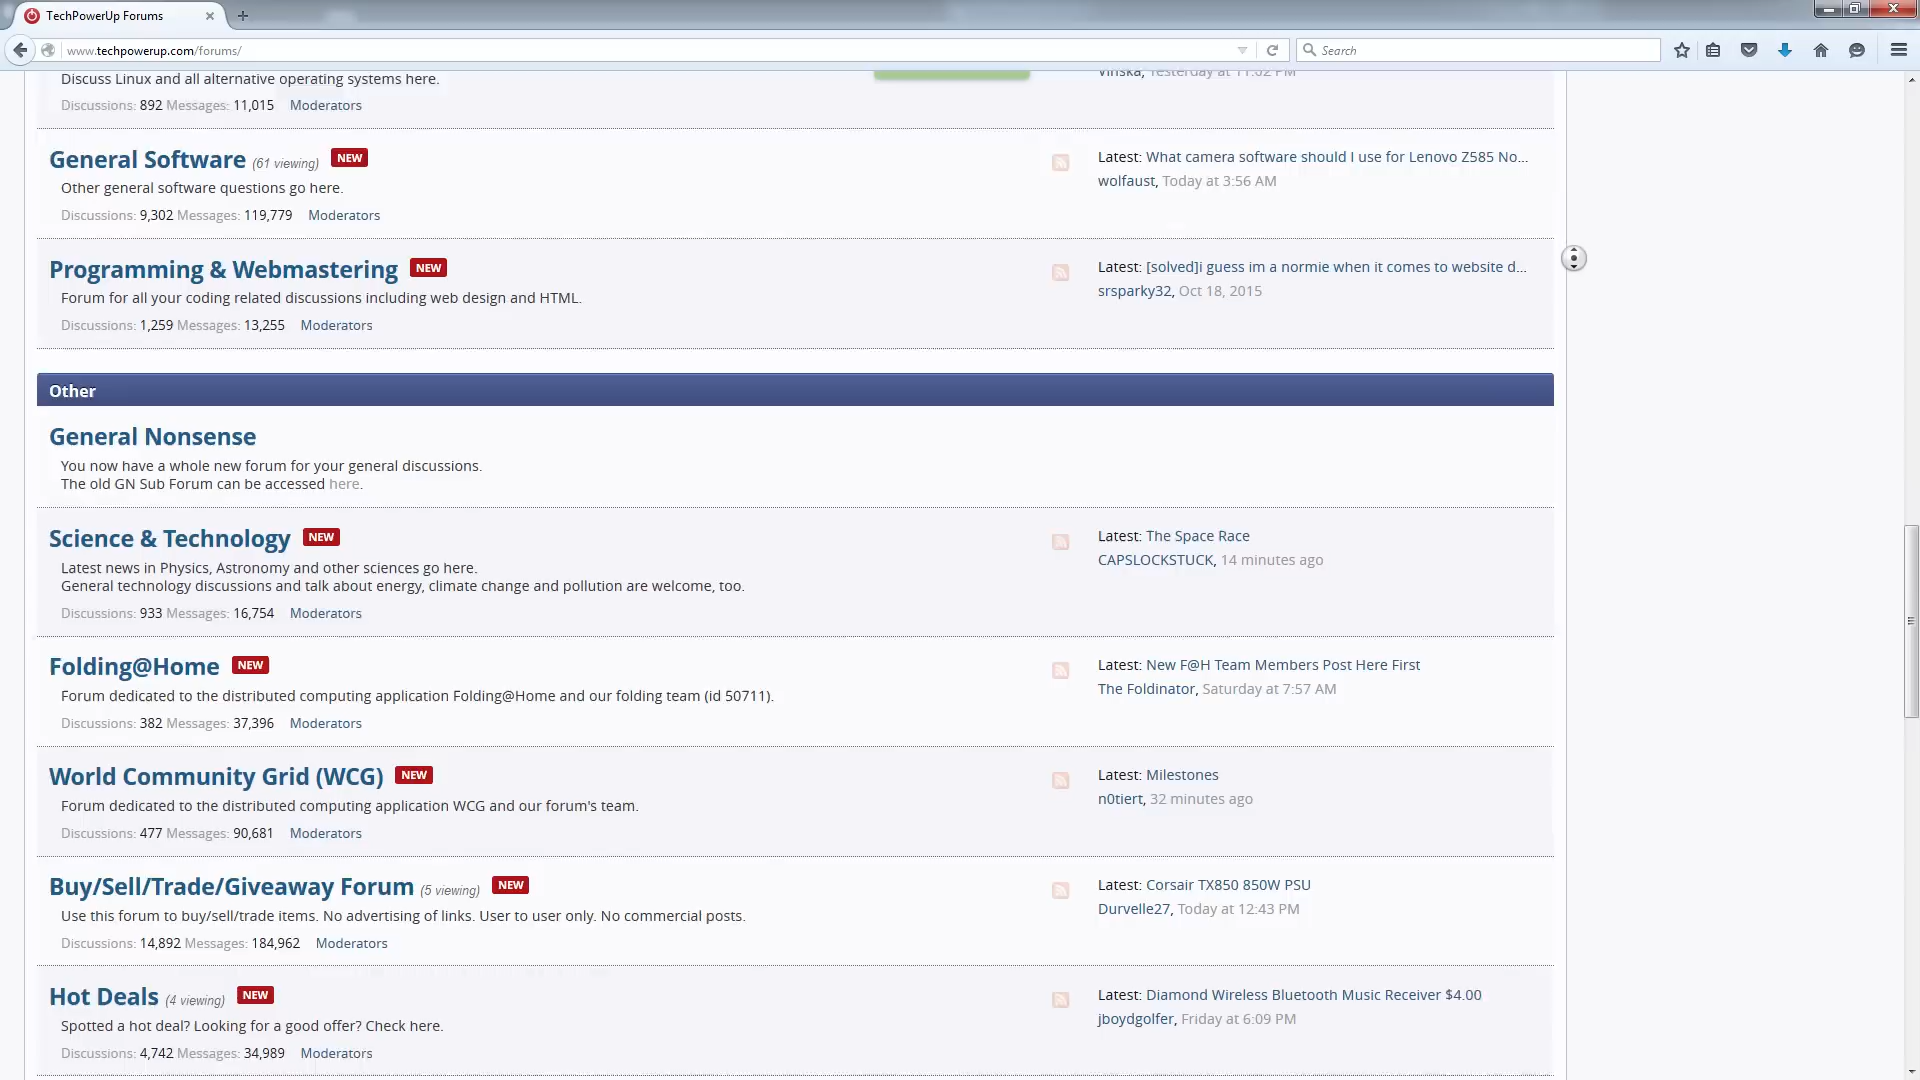 TechPowerUp Forums
www.techpowerup.com/forums/
Search
Discuss Linux and all alternative operating systems here.
Vinska, Yesterday at 11:02 PM
Discussions: 892 Messages: 11,015 Moderators
General Software (61 viewing) NEW
Latest: What camera software should I use for Lenovo Z585 No...
Other general software questions go here.
wolfaust, Today at 3:56 AM
Discussions: 9,302 Messages: 119,779 Moderators
Programming & Webmastering NEW
Latest: [solved]i guess im a normie when it comes to website d...
Forum for all your coding related discussions including web design and HTML.
srsparky32, Oct 18, 2015
Discussions: 1,259 Messages: 13,255 Moderators
Other
General Nonsense
You now have a whole new forum for your general discussions.
The old GN Sub Forum can be accessed here.
Science & Technology NEW
Latest: The Space Race
Latest news in Physics, Astronomy and other sciences go here.
CAPSLOCKSTUCK, 14 minutes ago
General technology discussions and talk about energy, climate change and pollution are welcome, too.
Discussions: 933 Messages: 16,754 Moderators
Folding@Home NEW
Latest: New F@H Team Members Post Here First
Forum dedicated to the distributed computing application Folding@Home and our folding team (id 50711).
The Foldinator, Saturday at 7:57 AM
Discussions: 382 Messages: 37,396 Moderators
World Community Grid (WCG) NEW
Latest: Milestones
Forum dedicated to the distributed computing application WCG and our forum's team.
n0tiert, 32 minutes ago
Discussions: 477 Messages: 90,681 Moderators
Buy/Sell/Trade/Giveaway Forum (5 viewing) NEW
Latest: Corsair TX850 850W PSU
Use this forum to buy/sell/trade items. No advertising of links. User to user only. No commercial posts.
Durvelle27, Today at 12:43 PM
Discussions: 14,892 Messages: 184,962 Moderators
Hot Deals (4 viewing) NEW
Latest: Diamond Wireless Bluetooth Music Receiver $4.00
Spotted a hot deal? Looking for a good offer? Check here.
jboydgolfer, Friday at 6:09 PM
Discussions: 4,742 Messages: 34,989 Moderators